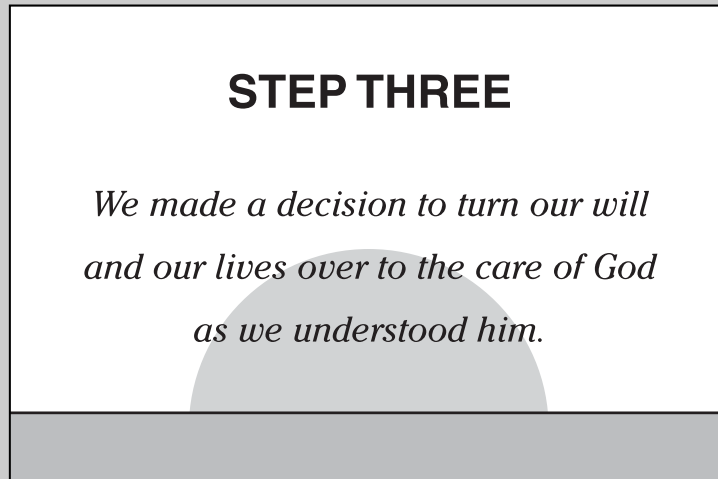 STEP THREE
We made a decision to turn our will
and our lives over to the care of God
as we understood him.